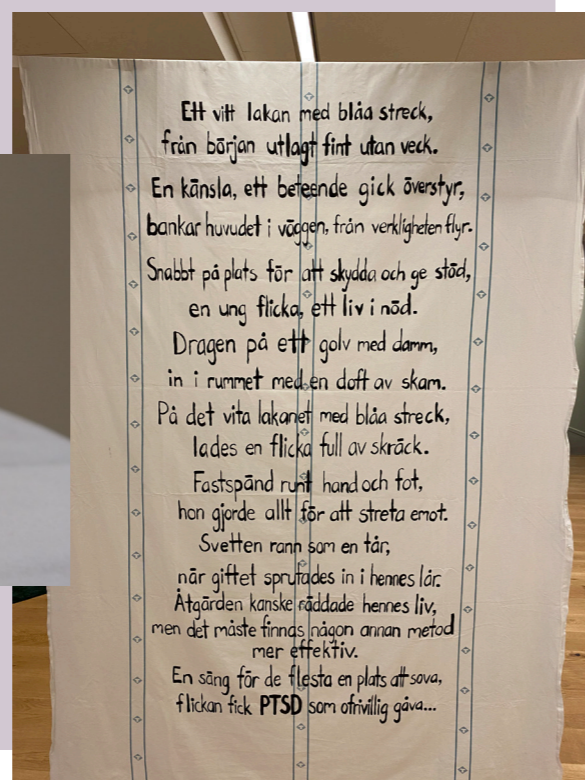 Ett vitt lakan med blåa streck,
från början utlagt fint utan veck.
En känsla, ett beteende gick överstyr,
bankar huvudet i väggen, från verkligheten flyr.
Snabbt på plats för att skydda och ge stöd,
en ung flicka, ett liv i nöd.
Dragen på ett golv med damm,
in i rummet med en doft av skam.
På det vita lakanet med blåa streck,
lades en flicka full av skräck.
Fastspänd runt hand och fot,
hon gjorde allt för att streta emot.
Svetten rann som en tår,
när giftet sprutades in i hennes lår.
Åtgärden kanske räddade hennes liv,
men det måste finnas någon annan metod
mer effektiv.
En säng för de flesta en plats att sova,
flickan fick PTSD som ofrivillig gåva...